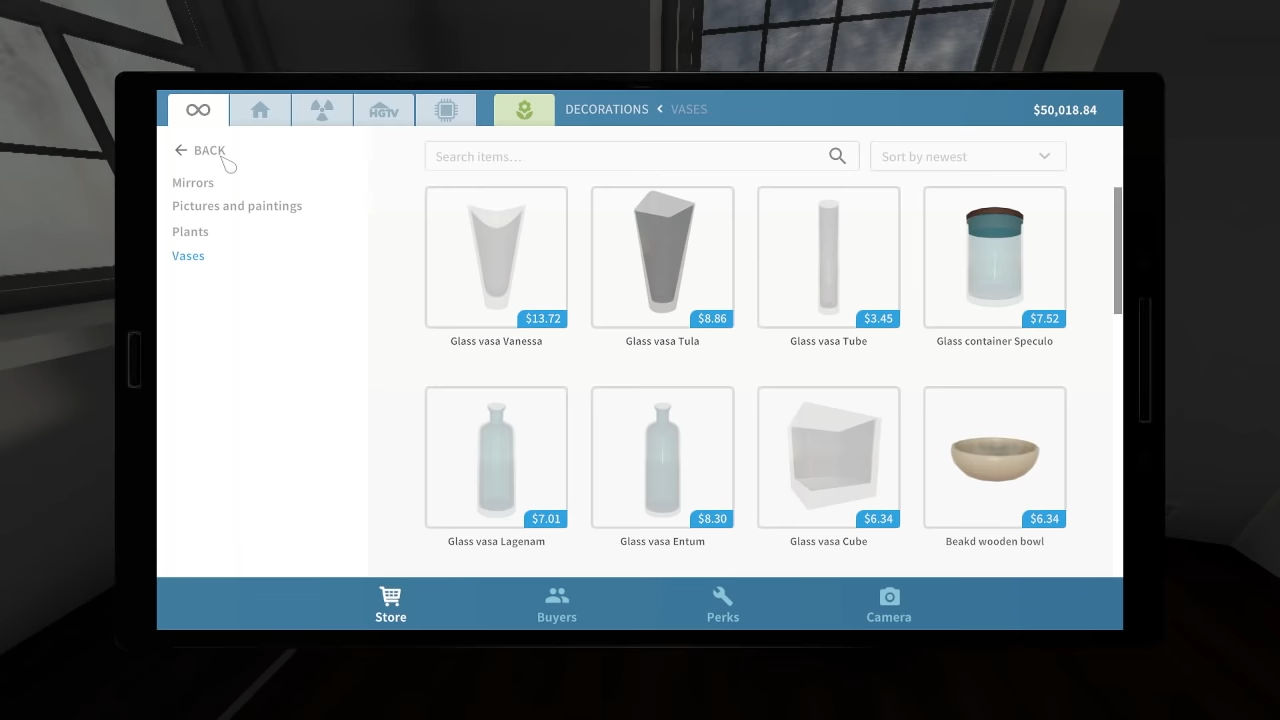 HGTV
DECORATIONS < VASES
$50,018.84
BACK
Search items...
Sort by newest
Mirrors
Pictures and paintings
Plants
Vases
$13.72
$8.86
$3.45
$7.52
Glass vasa Vanessa
Glass vasa Tula
Glass vasa Tube
Glass container Speculo
$7.01
$8.30
$6.34
$6.34
Glass vasa Lagenam
Glass vasa Entum
Glass vasa Cube
Beakd wooden bowl
Store
Buyers
Perks
Camera